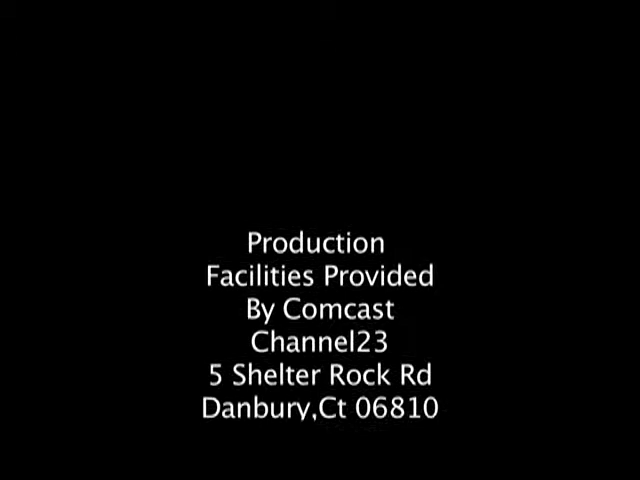 Production
Facilities Provided
By Comcast
Channel23
5 Shelter Rock Rd
Danbury,Ct 06810